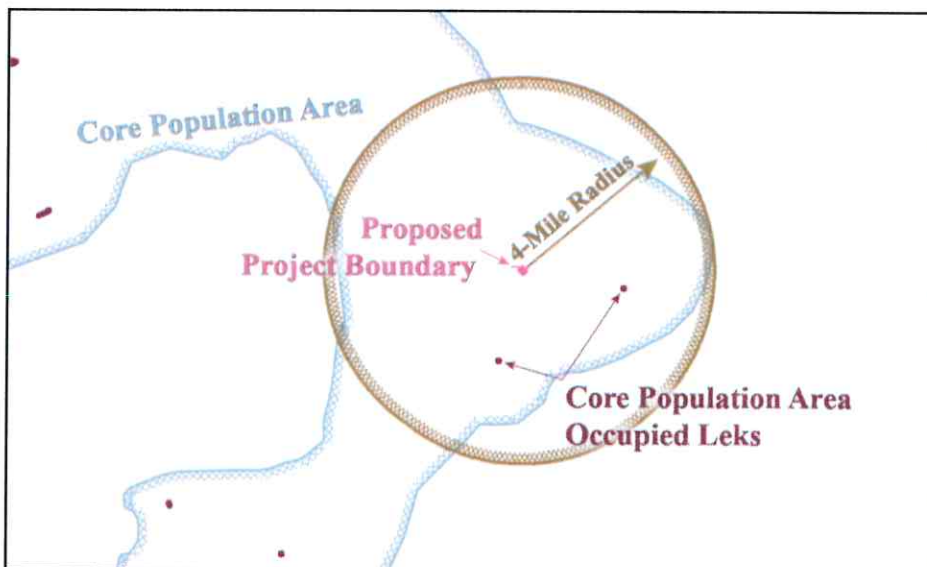 Core Population Area
4-Mile Radius
Proposed
Project Boundary
Core Population Area
Occupied Leks